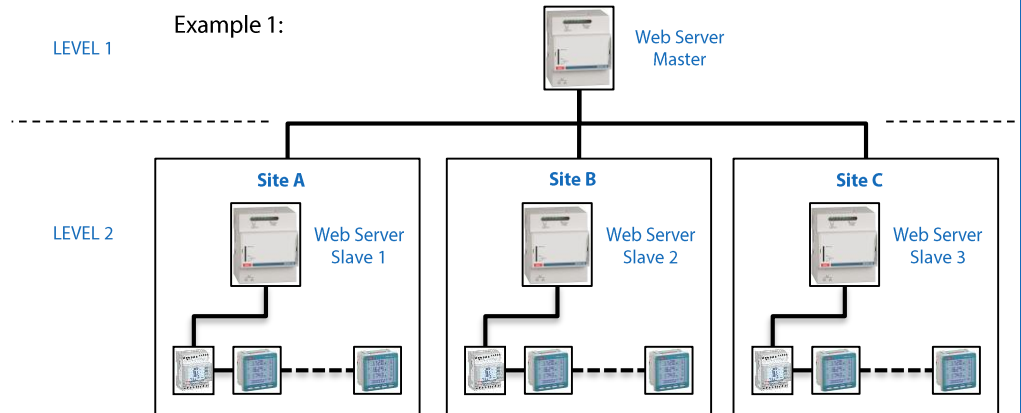 Example 1:
LEVEL 1
Web Server
Master
Site A
Site B
Site C
LEVEL 2
Web Server
Slave 1
Web Server
Slave 2
Web Server
Slave 3